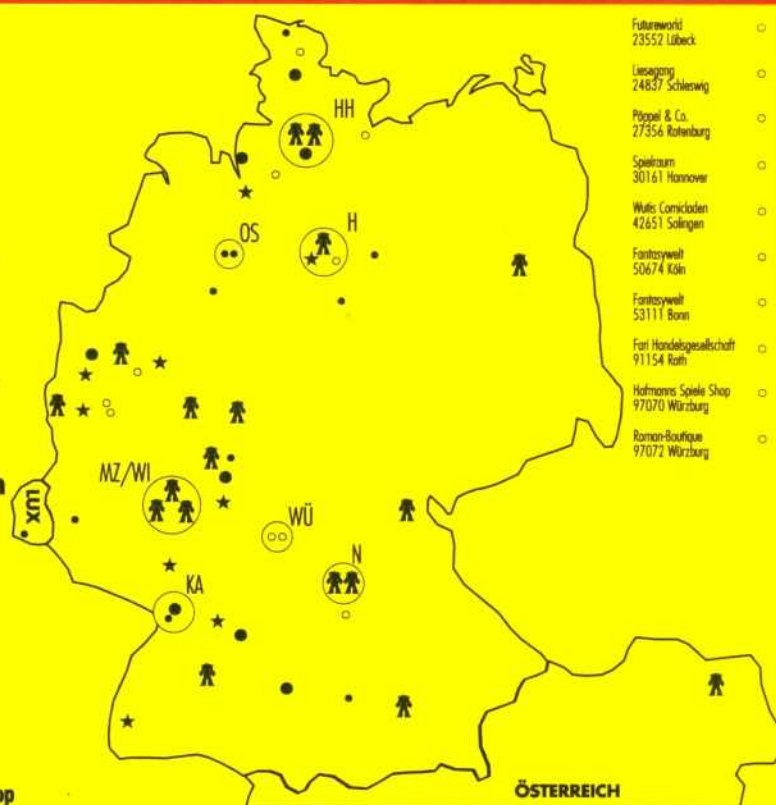 Futureworld
23552 Lübeck
Liesegang
24837 Schleswig
Pöppel & Co.
27356 Rotenburg
Spielraum
30161 Hannover
Wutis Comicladen
42651 Solingen
Fantasywelt
50674 Köln
Fantasywelt
53111 Bonn
Fari Handelsgesellschaft
91154 Roth
Hofmanns Spiele Shop
97070 Würzburg
Roman-Boutique
97072 Würzburg
HH
H
OS
MZ/WI
LUX
WÜ
N
KA
ÖSTERREICH